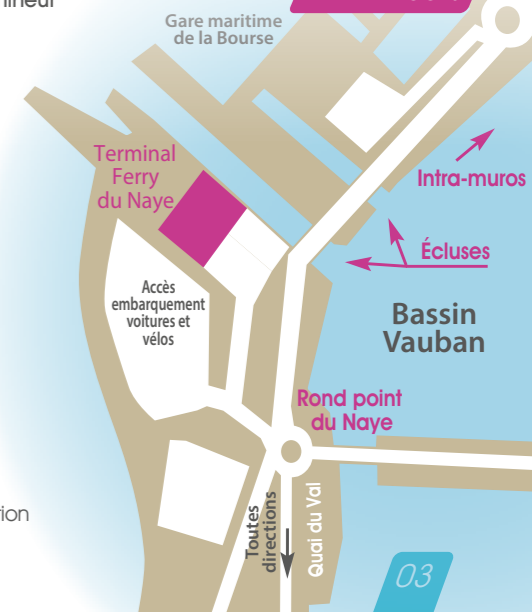 Gare maritime
de la Bourse
Terminal
Ferry
du Naye
Intra-muros
Écluses
Accès
embarquement
voitures et
vélos
Bassin
Vauban
Rond point
du Naye
Toutes
directions
Quai du Val
03